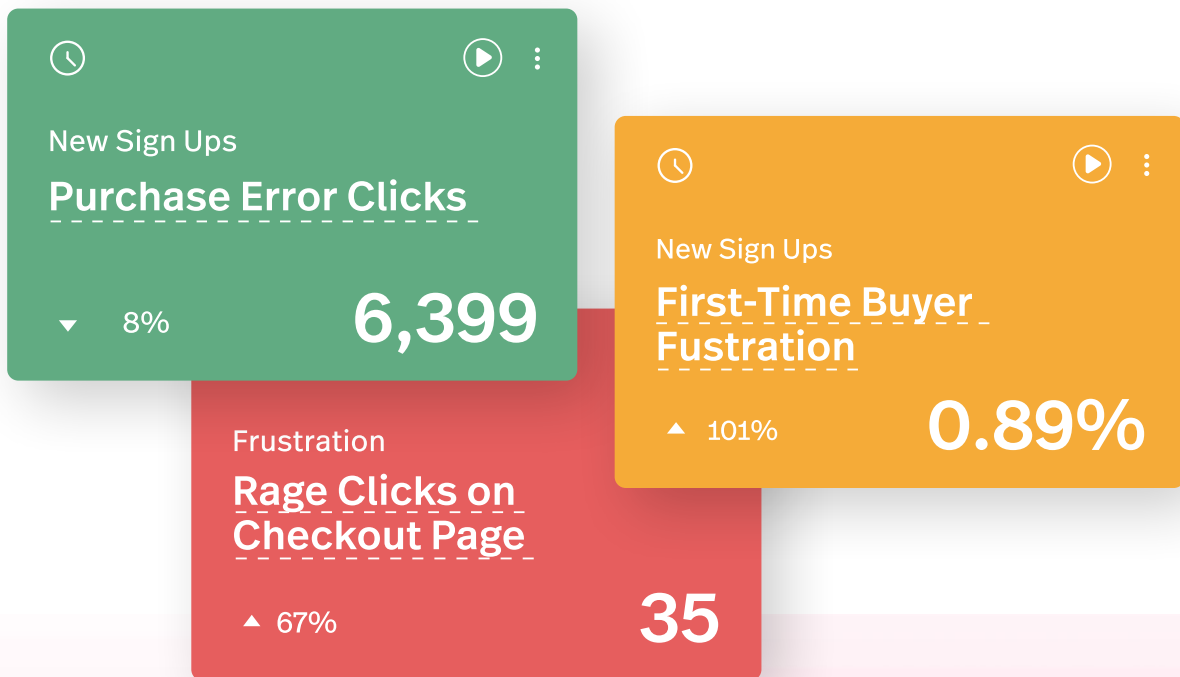 New Sign Ups
Purchase Error Clicks
8%
6,399
New Sign Ups
First-Time Buyer
Fustration
101%
0.89%
Frustration
Rage Clicks on
Checkout Page
67%
35